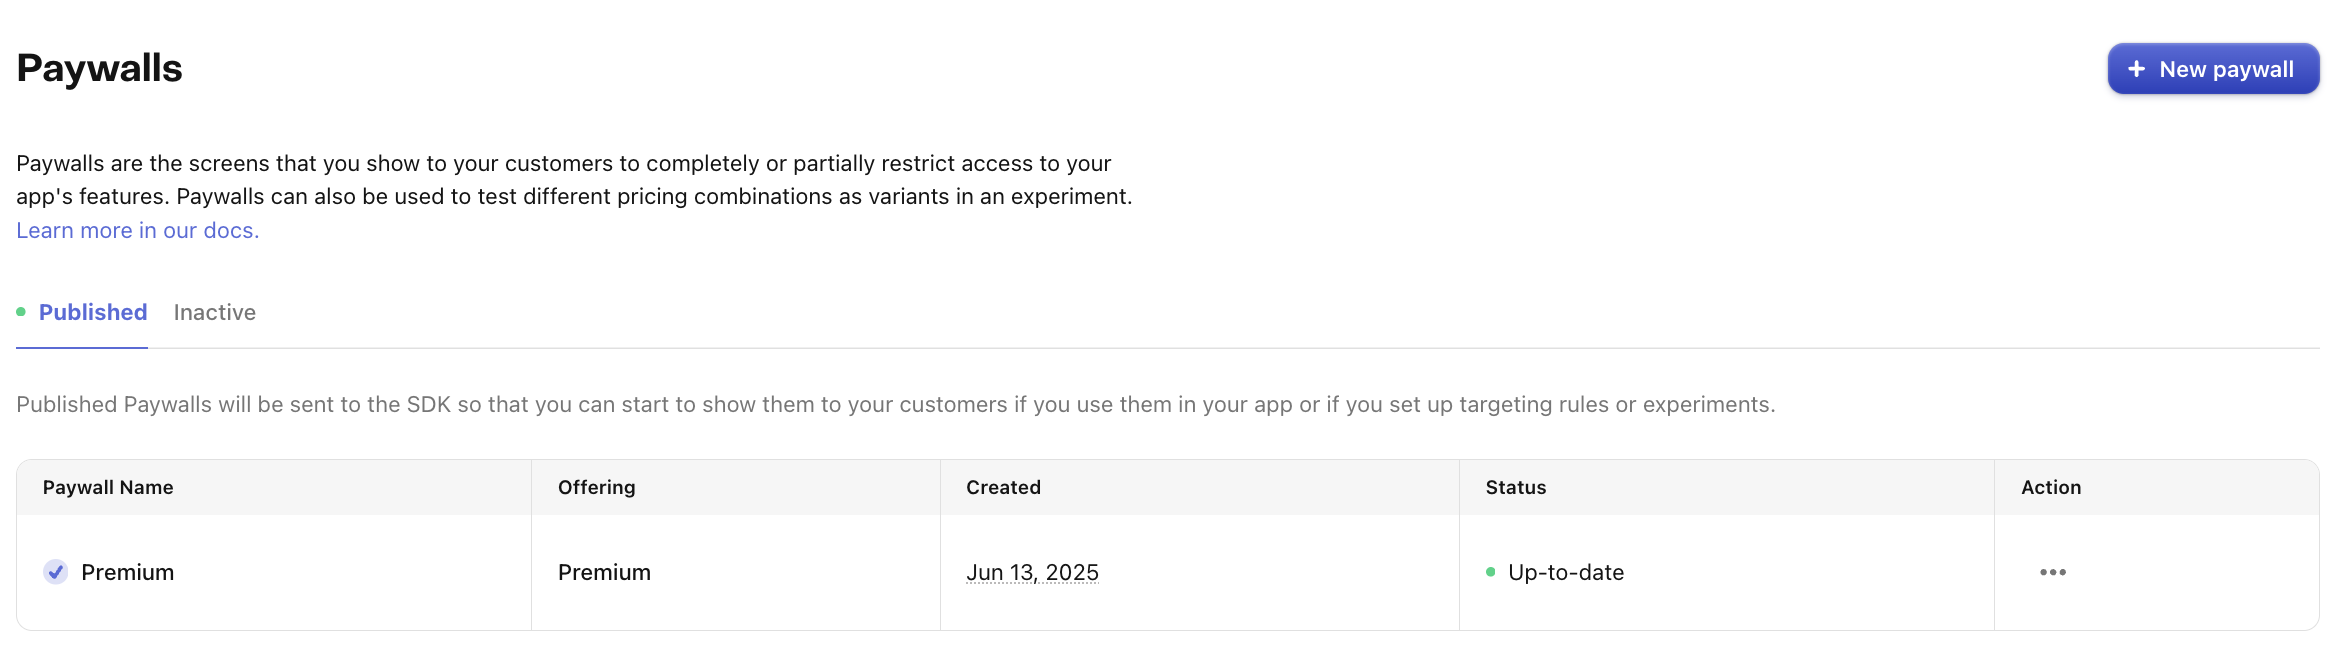 Paywalls
New paywall
Paywalls are the screens that you show to your customers to completely or partially restrict access to your
app's features. Paywalls can also be used to test different pricing combinations as variants in an experiment.
Learn more in our docs.
Published Inactive
Published Paywalls will be sent to the SDK so that you can start to show them to your customers if you use them in your app or if you set up targeting rules or experiments.
Paywall Name Offering Created Status Action
Premium Premium Jun 13, 2025 Up-to-date